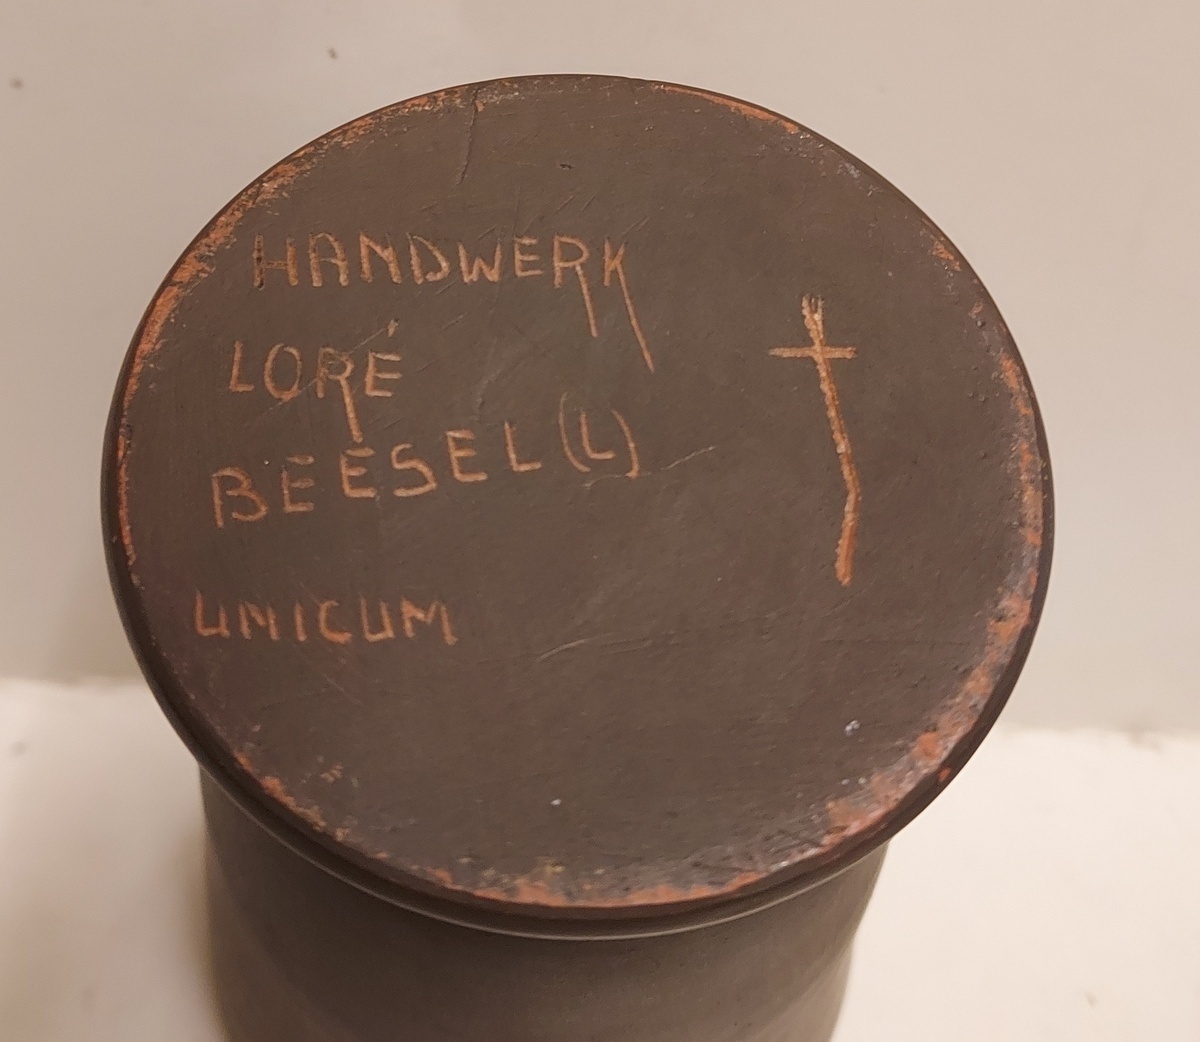 HANDWERK
LORÉ
BEESEL (L)
UNICUM